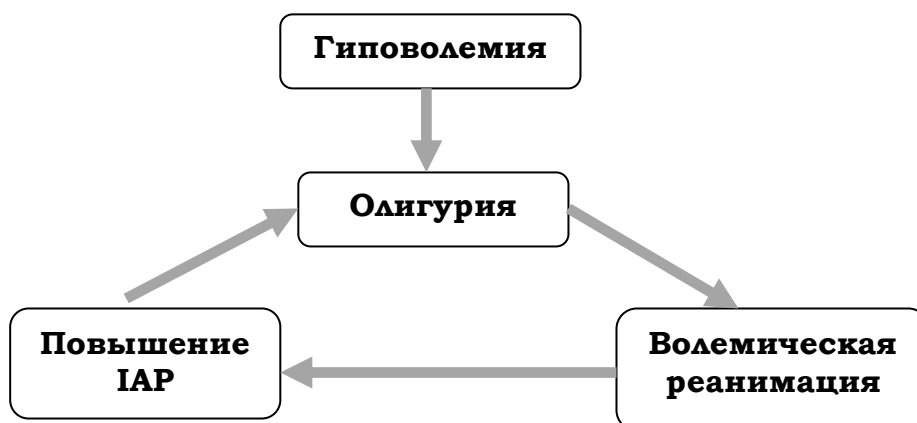 Гиповолемия
Олигурия
Повышение
IAP
Волемическая
реанимация